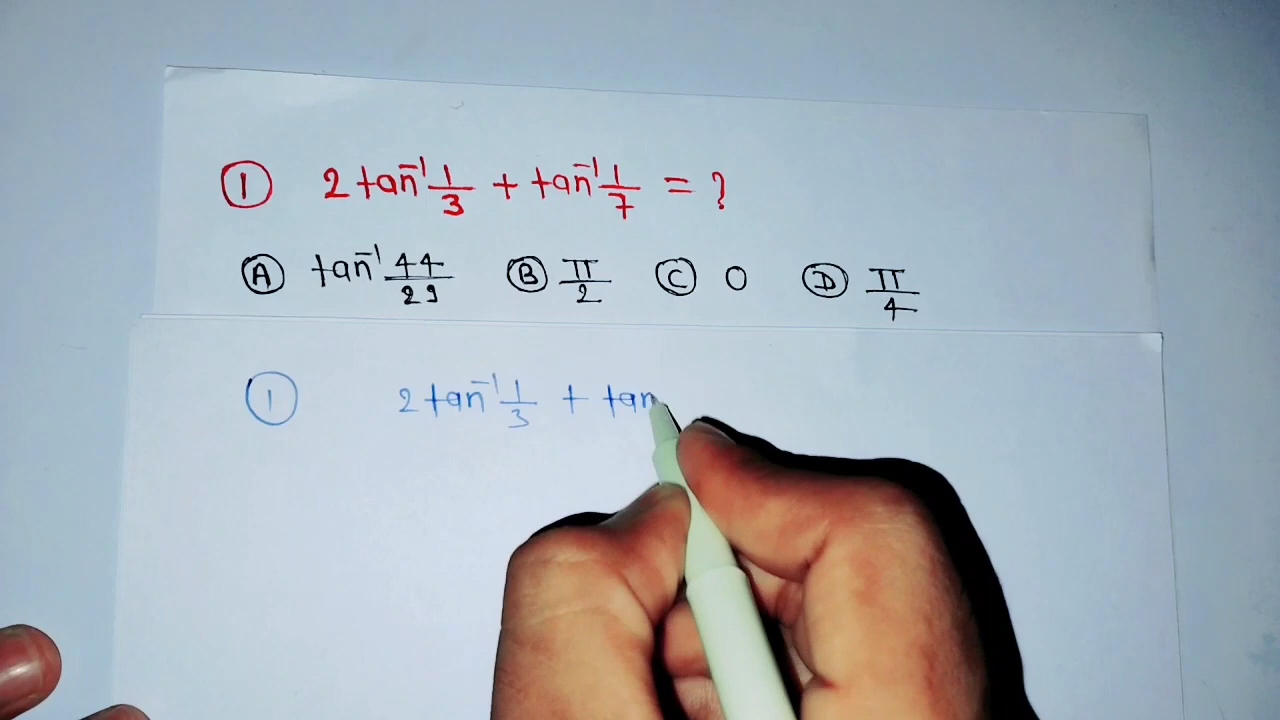 ① 2 tan⁻¹ 1/3 + tan⁻¹ 1/7 = ?
Ⓐ tan⁻¹ 44/29 Ⓑ π/2 Ⓒ 0 Ⓓ π/4
① 2 tan⁻¹ 1/3 + tan